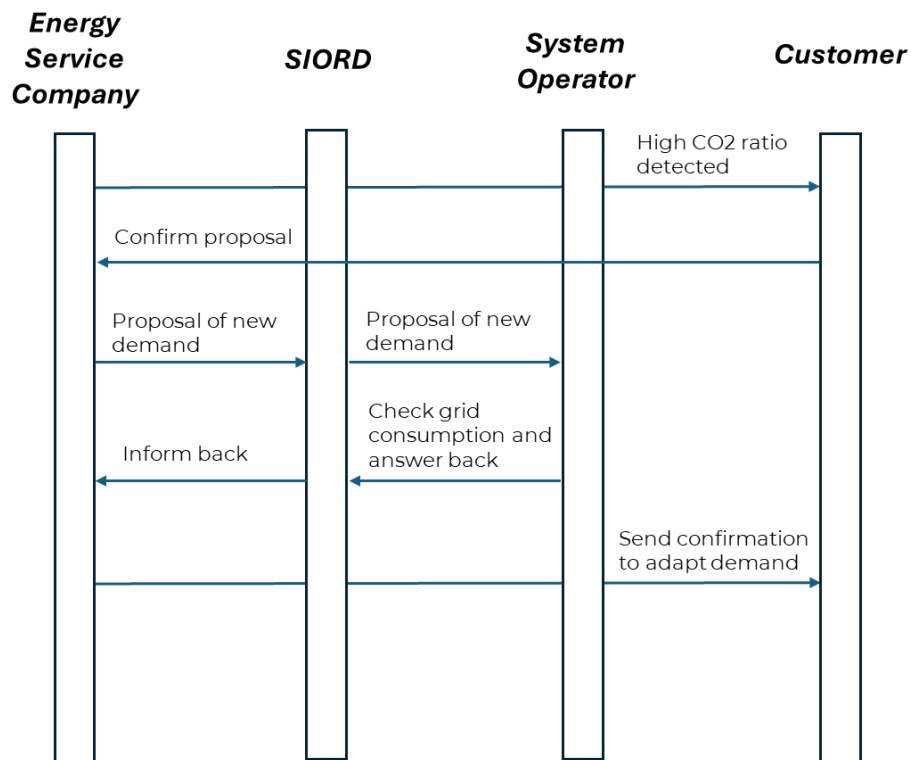 Energy
Service
Company
SIORD
System
Operator
Customer
High CO2 ratio
detected
Confirm proposal
Proposal of new
demand
Proposal of new
demand
Check grid
consumption and
answer back
Inform back
Send confirmation
to adapt demand